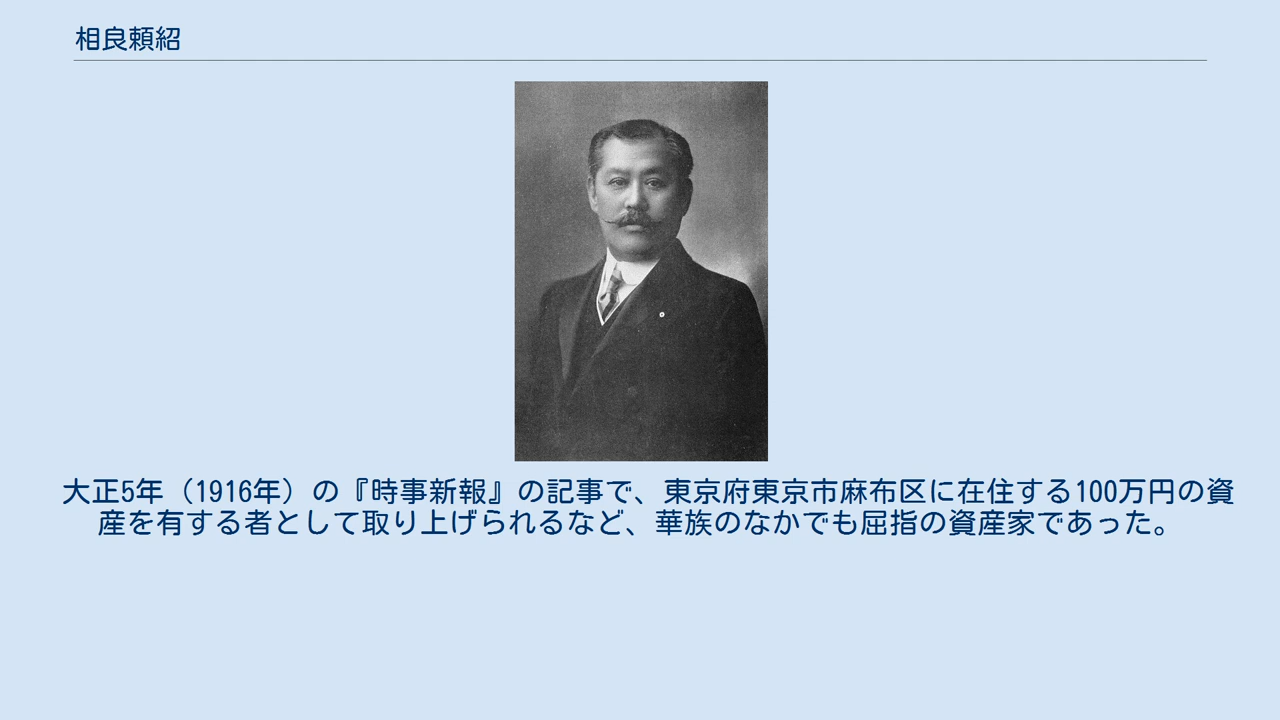 相良頼紹
大正5年（1916年）の『時事新報』の記事で、東京府東京市麻布区に在住する100万円の資
産を有する者として取り上げられるなど、華族のなかでも屈指の資産家であった。